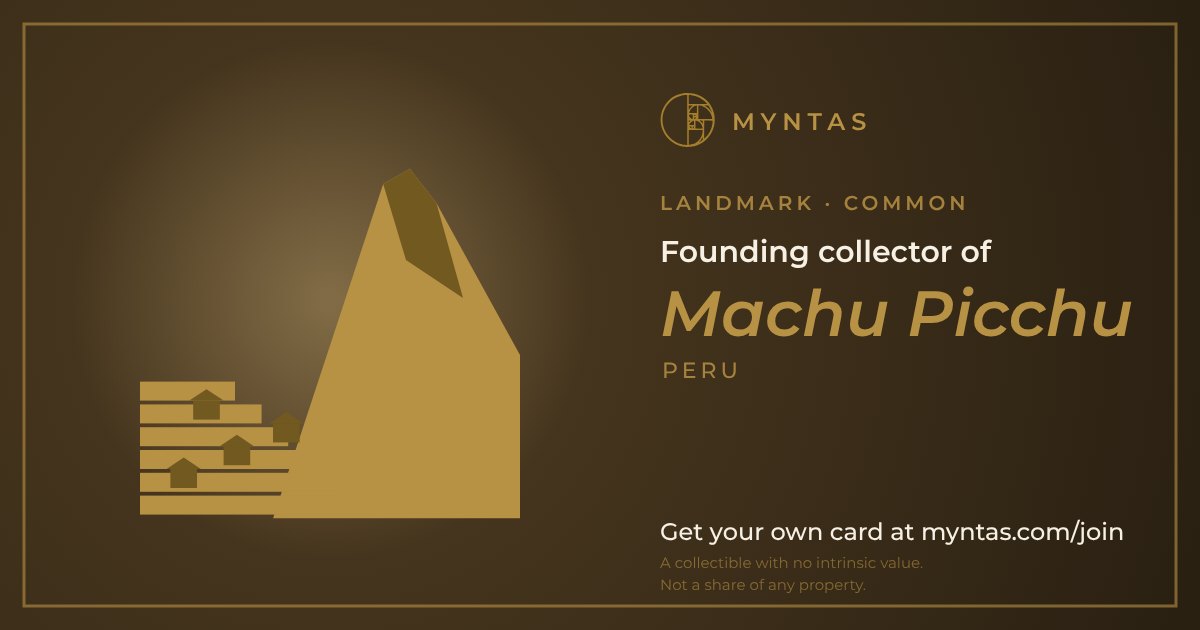 MYNTAS
LANDMARK · COMMON
Founding collector of
Machu Picchu
PERU
Get your own card at myntas.com/join
A collectible with no intrinsic value.
Not a share of any property.